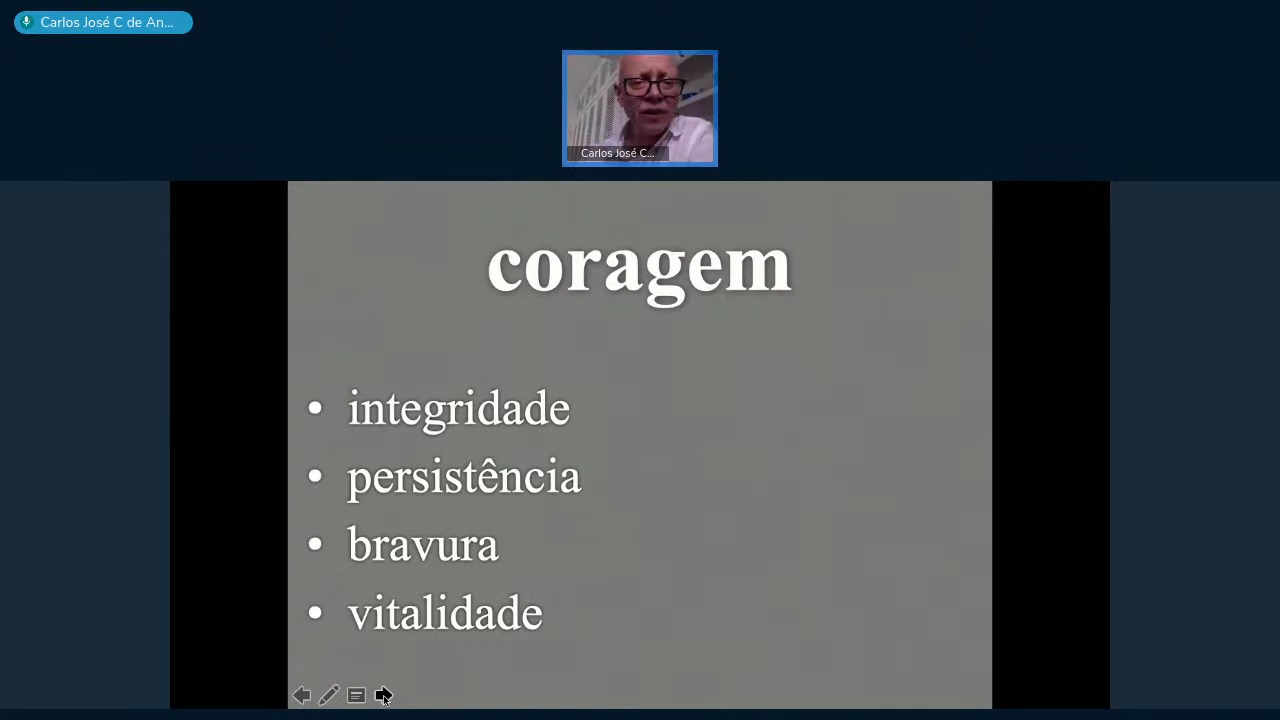 Carlos José C de An...
Carlos José C...
coragem
• integridade
• persistência
• bravura
• vitalidade